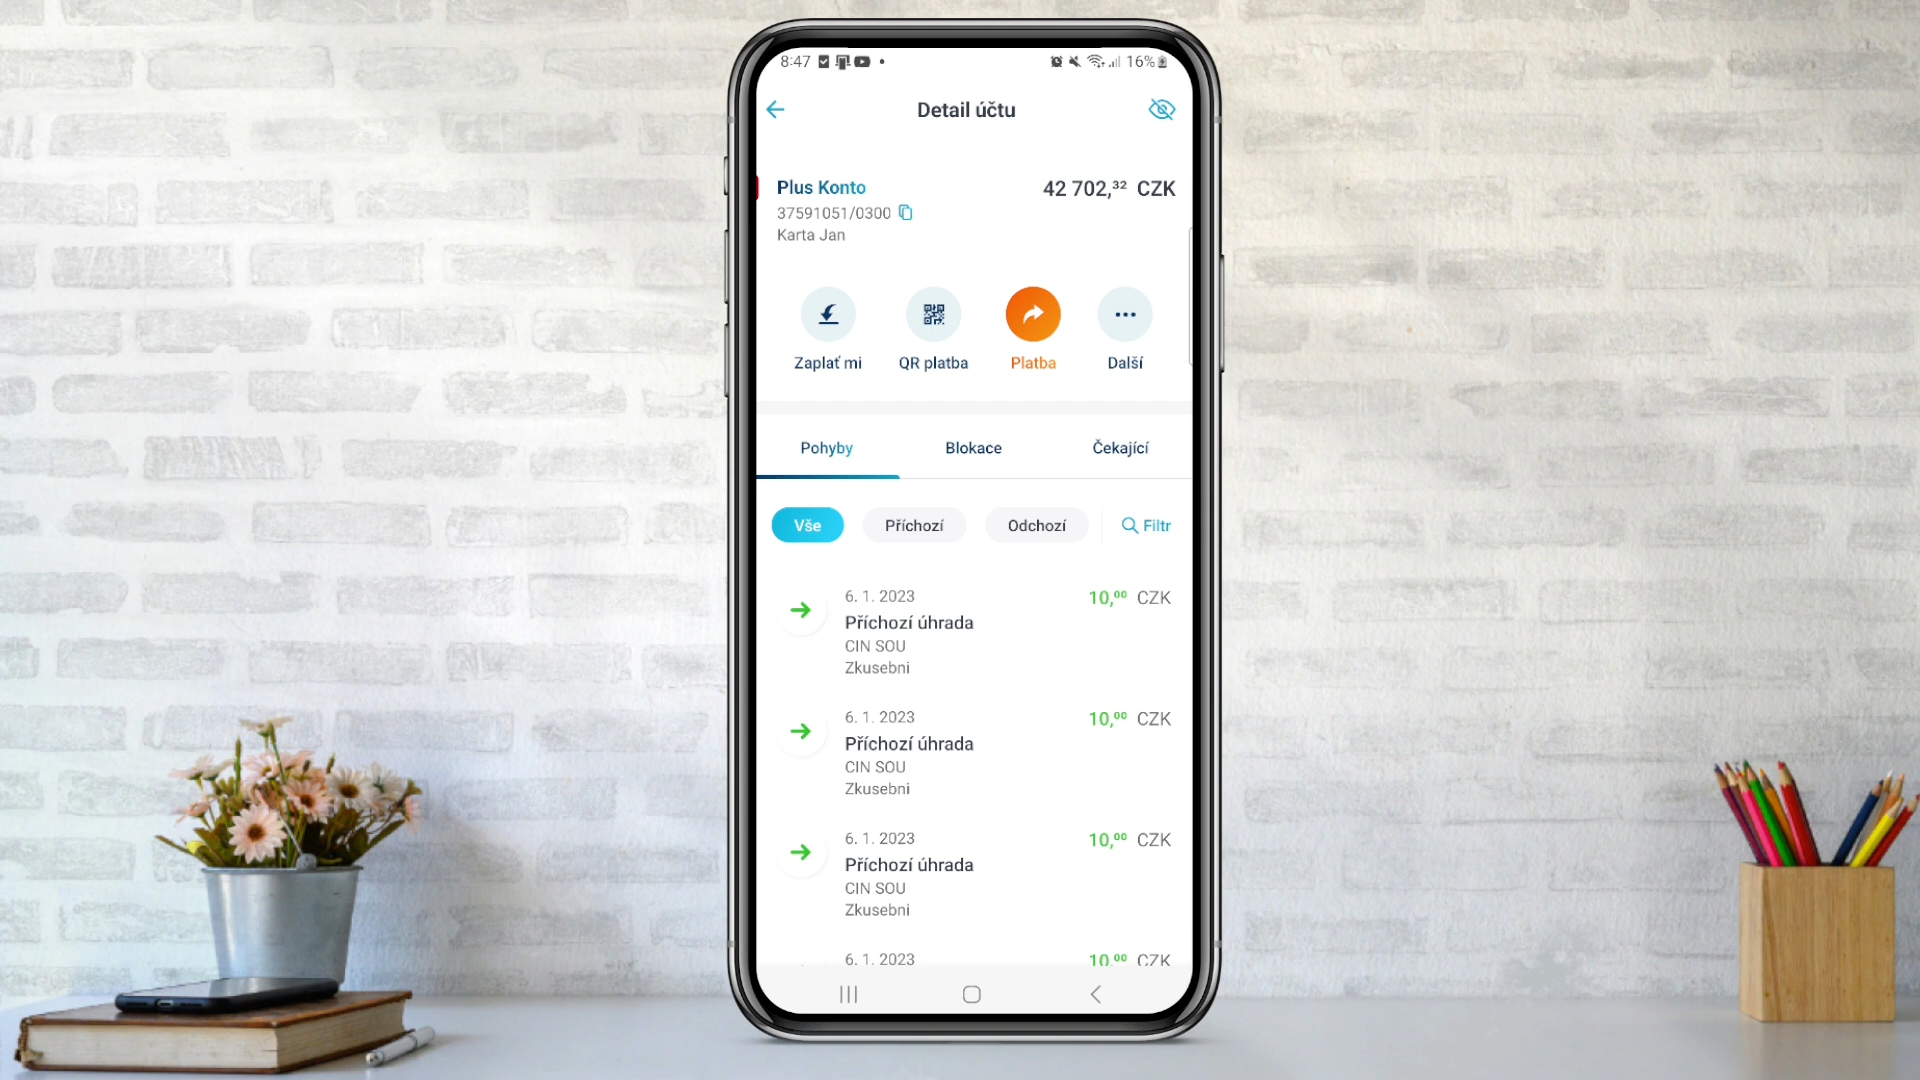 8:47
16%
Detail účtu
Plus Konto
42 702,³² CZK
37591051/0300
Karta Jan
Zaplať mi
QR platba
Platba
Další
Pohyby
Blokace
Čekající
Vše
Příchozí
Odchozí
Filtr
6. 1. 2023
10,⁰⁰ CZK
Příchozí úhrada
CIN SOU
Zkusebni
6. 1. 2023
10,⁰⁰ CZK
Příchozí úhrada
CIN SOU
Zkusebni
6. 1. 2023
10,⁰⁰ CZK
Příchozí úhrada
CIN SOU
Zkusebni
6. 1. 2023
10,⁰⁰ CZK